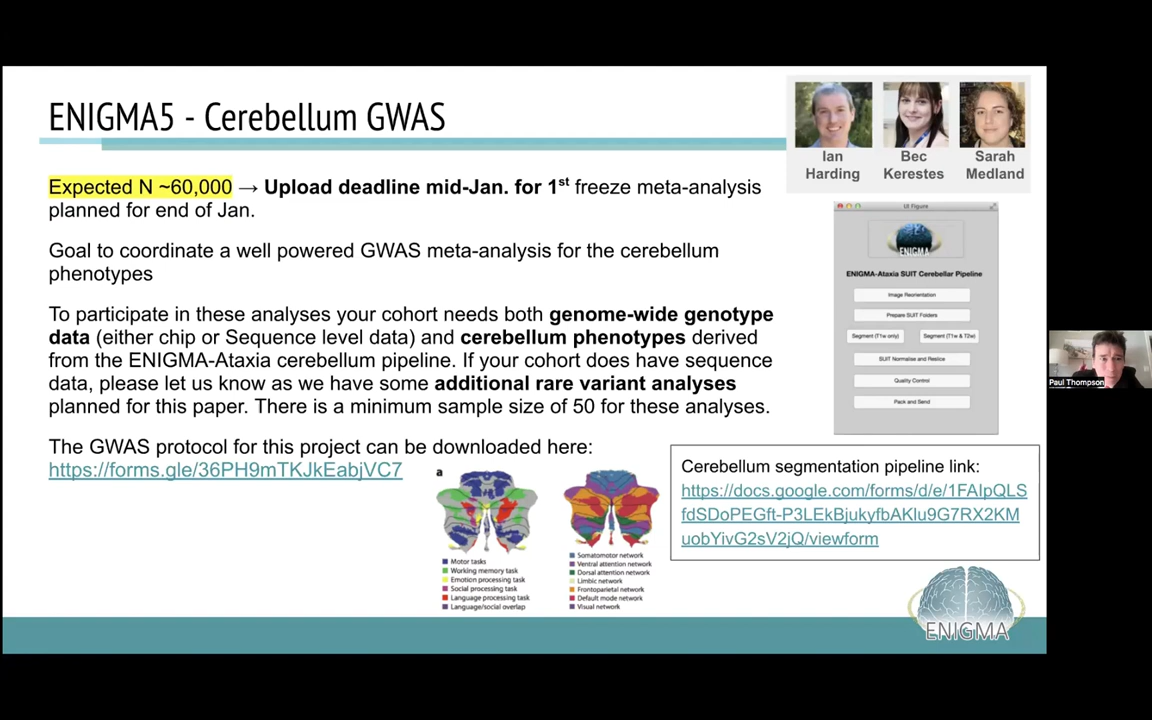 ENIGMA5 - Cerebellum GWAS
Ian
Harding
Bec
Kerestes
Sarah
Medland
Expected N ~60,000 → Upload deadline mid-Jan. for 1st freeze meta-analysis
planned for end of Jan.
Goal to coordinate a well powered GWAS meta-analysis for the cerebellum
phenotypes
To participate in these analyses your cohort needs both genome-wide genotype
data (either chip or Sequence level data) and cerebellum phenotypes derived
from the ENIGMA-Ataxia cerebellum pipeline. If your cohort does have sequence
data, please let us know as we have some additional rare variant analyses
planned for this paper. There is a minimum sample size of 50 for these analyses.
The GWAS protocol for this project can be downloaded here:
https://forms.gle/36PH9mTKJkEabjVC7
UI Figure
ENIGMA
ENIGMA-Ataxia SUIT Cerebellar Pipeline
Image Reorientation
Prepare SUIT Folders
Segment (T1w only)
Segment (T1w & T2w)
SUIT Normalise and Reslice
Quality Control
Pack and Send
Paul Thompson
Cerebellum segmentation pipeline link:
https://docs.google.com/forms/d/e/1FAIpQLS
fdSDoPEGft-P3LEkBjukyfbAKlu9G7RX2KM
uobYivG2sV2jQ/viewform
a
Motor tasks
Working memory task
Emotion processing task
Social processing task
Language processing task
Language/social overlap
Somatomotor network
Ventral attention network
Dorsal attention network
Limbic network
Frontoparietal network
Default mode network
Visual network
ENIGMA